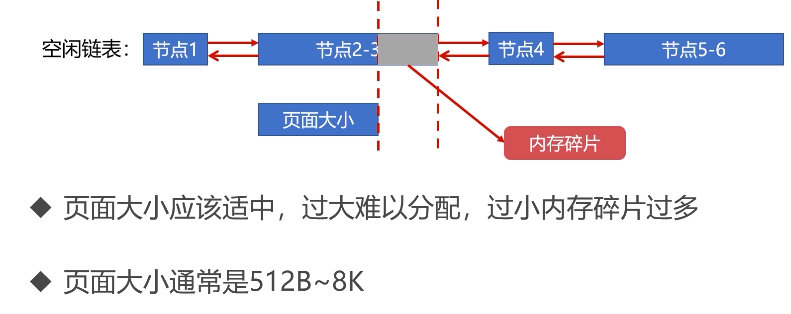 空闲链表：
节点1
节点2-3
节点4
节点5-6
页面大小
内存碎片
◆ 页面大小应该适中，过大难以分配，过小内存碎片过多
◆ 页面大小通常是512B~8K